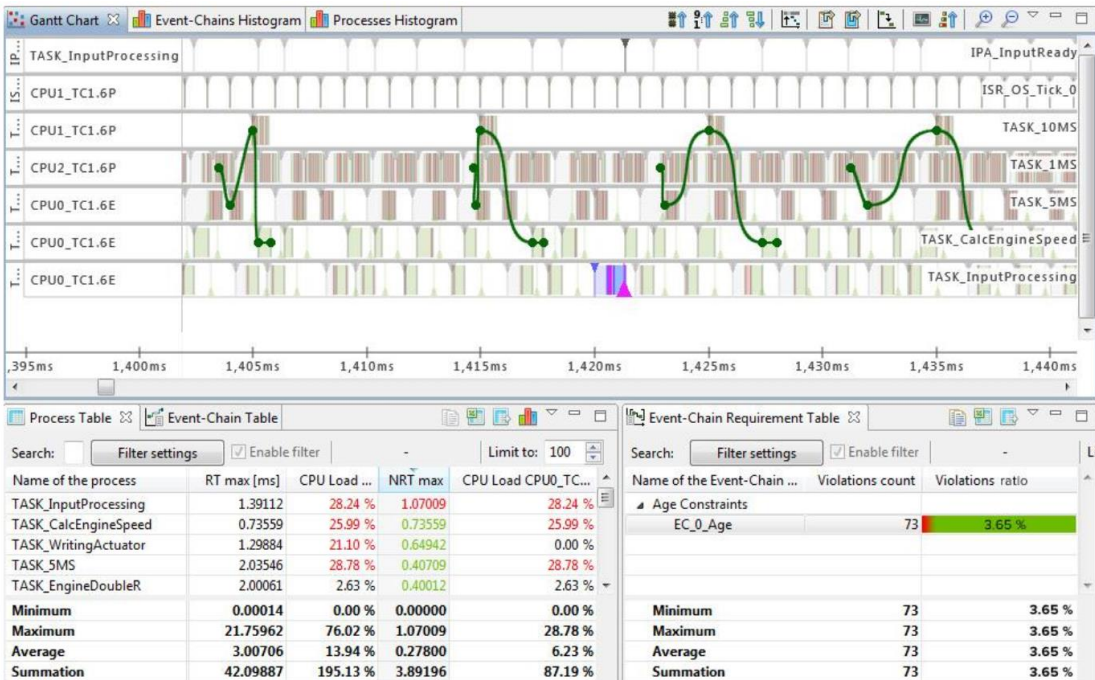 Gantt Chart Event-Chains Histogram Processes Histogram
IP... TASK_InputProcessing IPA_InputReady
IS... CPU1_TC1.6P ISR_OS_Tick_0
T... CPU1_TC1.6P TASK_10MS
T... CPU2_TC1.6P TASK_1MS
T... CPU0_TC1.6E TASK_5MS
T... CPU0_TC1.6E TASK_CalcEngineSpeed
T... CPU0_TC1.6E TASK_InputProcessing
,395ms 1,400ms 1,405ms 1,410ms 1,415ms 1,420ms 1,425ms 1,430ms 1,435ms 1,440ms
Process Table Event-Chain Table
Search: Filter settings Enable filter - Limit to: 100
Name of the process RT max [ms] CPU Load ... NRT max CPU Load CPU0_TC...
TASK_InputProcessing 1.39112 28.24 % 1.07009 28.24 %
TASK_CalcEngineSpeed 0.73559 25.99 % 0.73559 25.99 %
TASK_WritingActuator 1.29884 21.10 % 0.64942 0.00 %
TASK_5MS 2.03546 28.78 % 0.40709 28.78 %
TASK_EngineDoubleR 2.00061 2.63 % 0.40012 2.63 %
Minimum 0.00014 0.00 % 0.00000 0.00 %
Maximum 21.75962 76.02 % 1.07009 28.78 %
Average 3.00706 13.94 % 0.27800 6.23 %
Summation 42.09887 195.13 % 3.89196 87.19 %
Event-Chain Requirement Table
Search: Filter settings Enable filter - L
Name of the Event-Chain ... Violations count Violations ratio
Age Constraints
EC_0_Age 73 3.65 %
Minimum 73 3.65 %
Maximum 73 3.65 %
Average 73 3.65 %
Summation 73 3.65 %